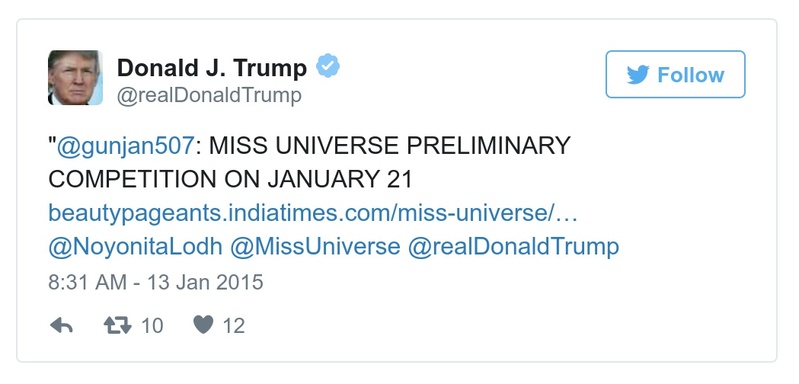 Donald J. Trump
@realDonaldTrump
Follow
"@gunjan507: MISS UNIVERSE PRELIMINARY
COMPETITION ON JANUARY 21
beautypageants.indiatimes.com/miss-universe/…
@NoyonitaLodh @MissUniverse @realDonaldTrump
8:31 AM - 13 Jan 2015
10 12